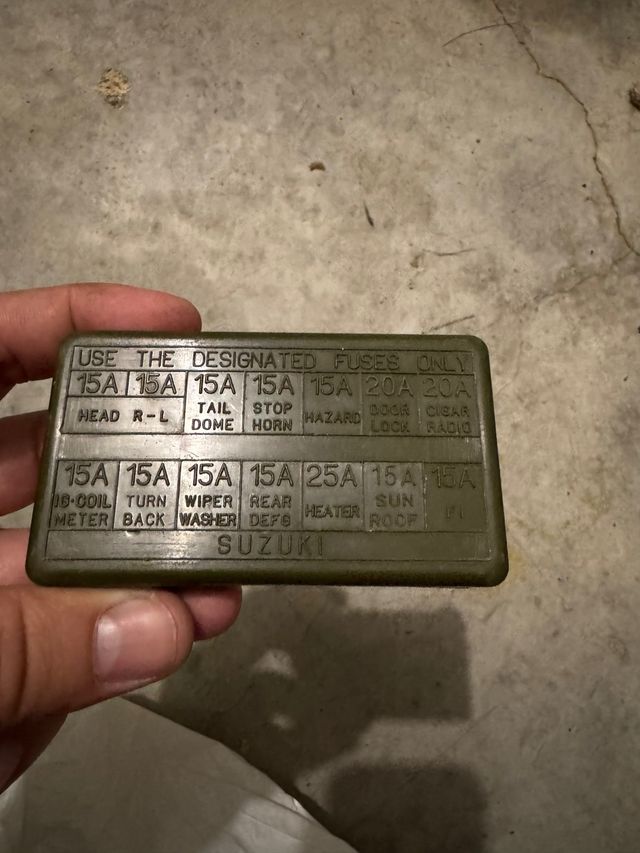 USE THE DESIGNATED FUSES ONLY
15A 15A 15A 15A 15A 20A 20A
HEAD R-L TAIL DOME STOP HORN HAZARD DOOR LOCK CIGAR RADIO
15A 15A 15A 15A 25A 15A 15A
IG·COIL METER TURN BACK WIPER WASHER REAR DEFG HEATER SUN ROOF FI
SUZUKI